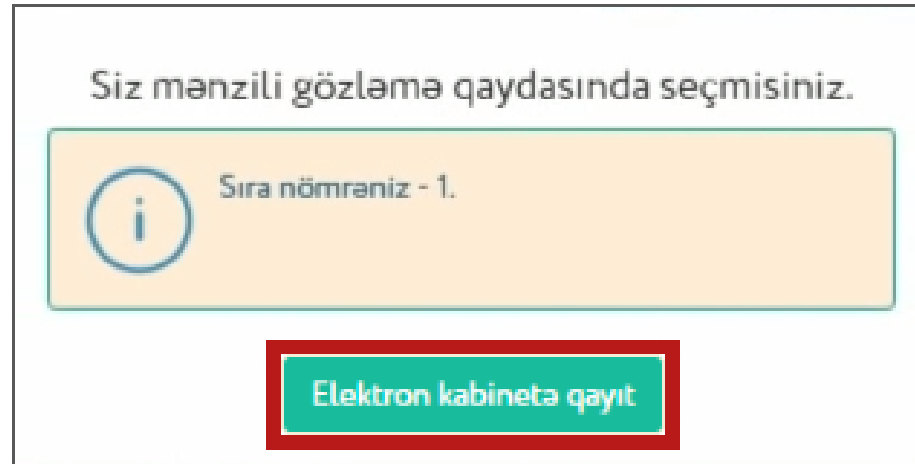 Siz mənzili gözləmə qaydasında seçmisiniz.
i
Sıra nömrəniz - 1.
Elektron kabinetə qayıt